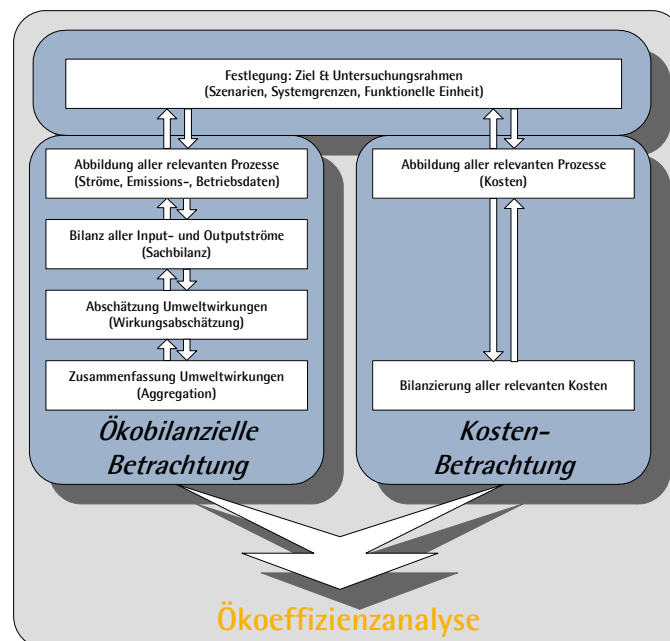 Festlegung: Ziel & Untersuchungsrahmen
(Szenarien, Systemgrenzen, Funktionelle Einheit)
Abbildung aller relevanten Prozesse
(Ströme, Emissions-, Betriebsdaten)
Bilanz aller Input- und Outputströme
(Sachbilanz)
Abschätzung Umweltwirkungen
(Wirkungsabschätzung)
Zusammenfassung Umweltwirkungen
(Aggregation)
Ökobilanzielle
Betrachtung
Abbildung aller relevanten Prozesse
(Kosten)
Bilanzierung aller relevanten Kosten
Kosten-
Betrachtung
Ökoeffizienzanalyse